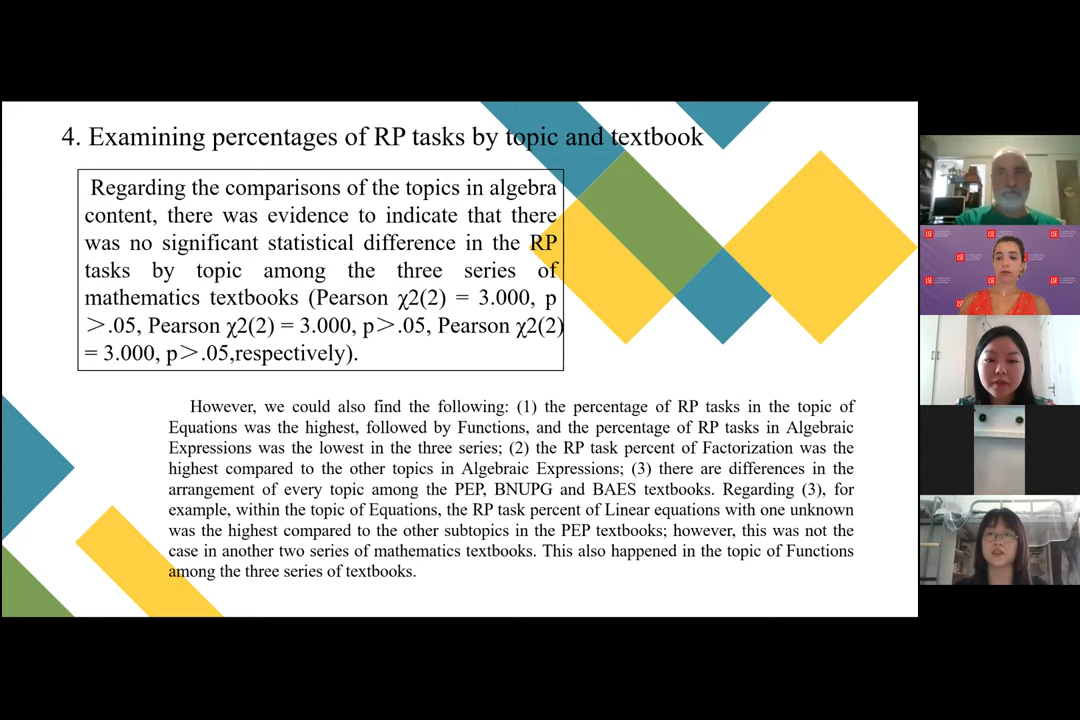 4. Examining percentages of RP tasks by topic and textbook
Regarding the comparisons of the topics in algebra
content, there was evidence to indicate that there
was no significant statistical difference in the RP
tasks by topic among the three series of
mathematics textbooks (Pearson χ2(2) = 3.000, p
＞.05, Pearson χ2(2) = 3.000, p＞.05, Pearson χ2(2)
= 3.000, p＞.05,respectively).
However, we could also find the following: (1) the percentage of RP tasks in the topic of
Equations was the highest, followed by Functions, and the percentage of RP tasks in Algebraic
Expressions was the lowest in the three series; (2) the RP task percent of Factorization was the
highest compared to the other topics in Algebraic Expressions; (3) there are differences in the
arrangement of every topic among the PEP, BNUPG and BAES textbooks. Regarding (3), for
example, within the topic of Equations, the RP task percent of Linear equations with one unknown
was the highest compared to the other subtopics in the PEP textbooks; however, this was not the
case in another two series of mathematics textbooks. This also happened in the topic of Functions
among the three series of textbooks.
LSE
LSE
LSE
LSE
LSE
LSE